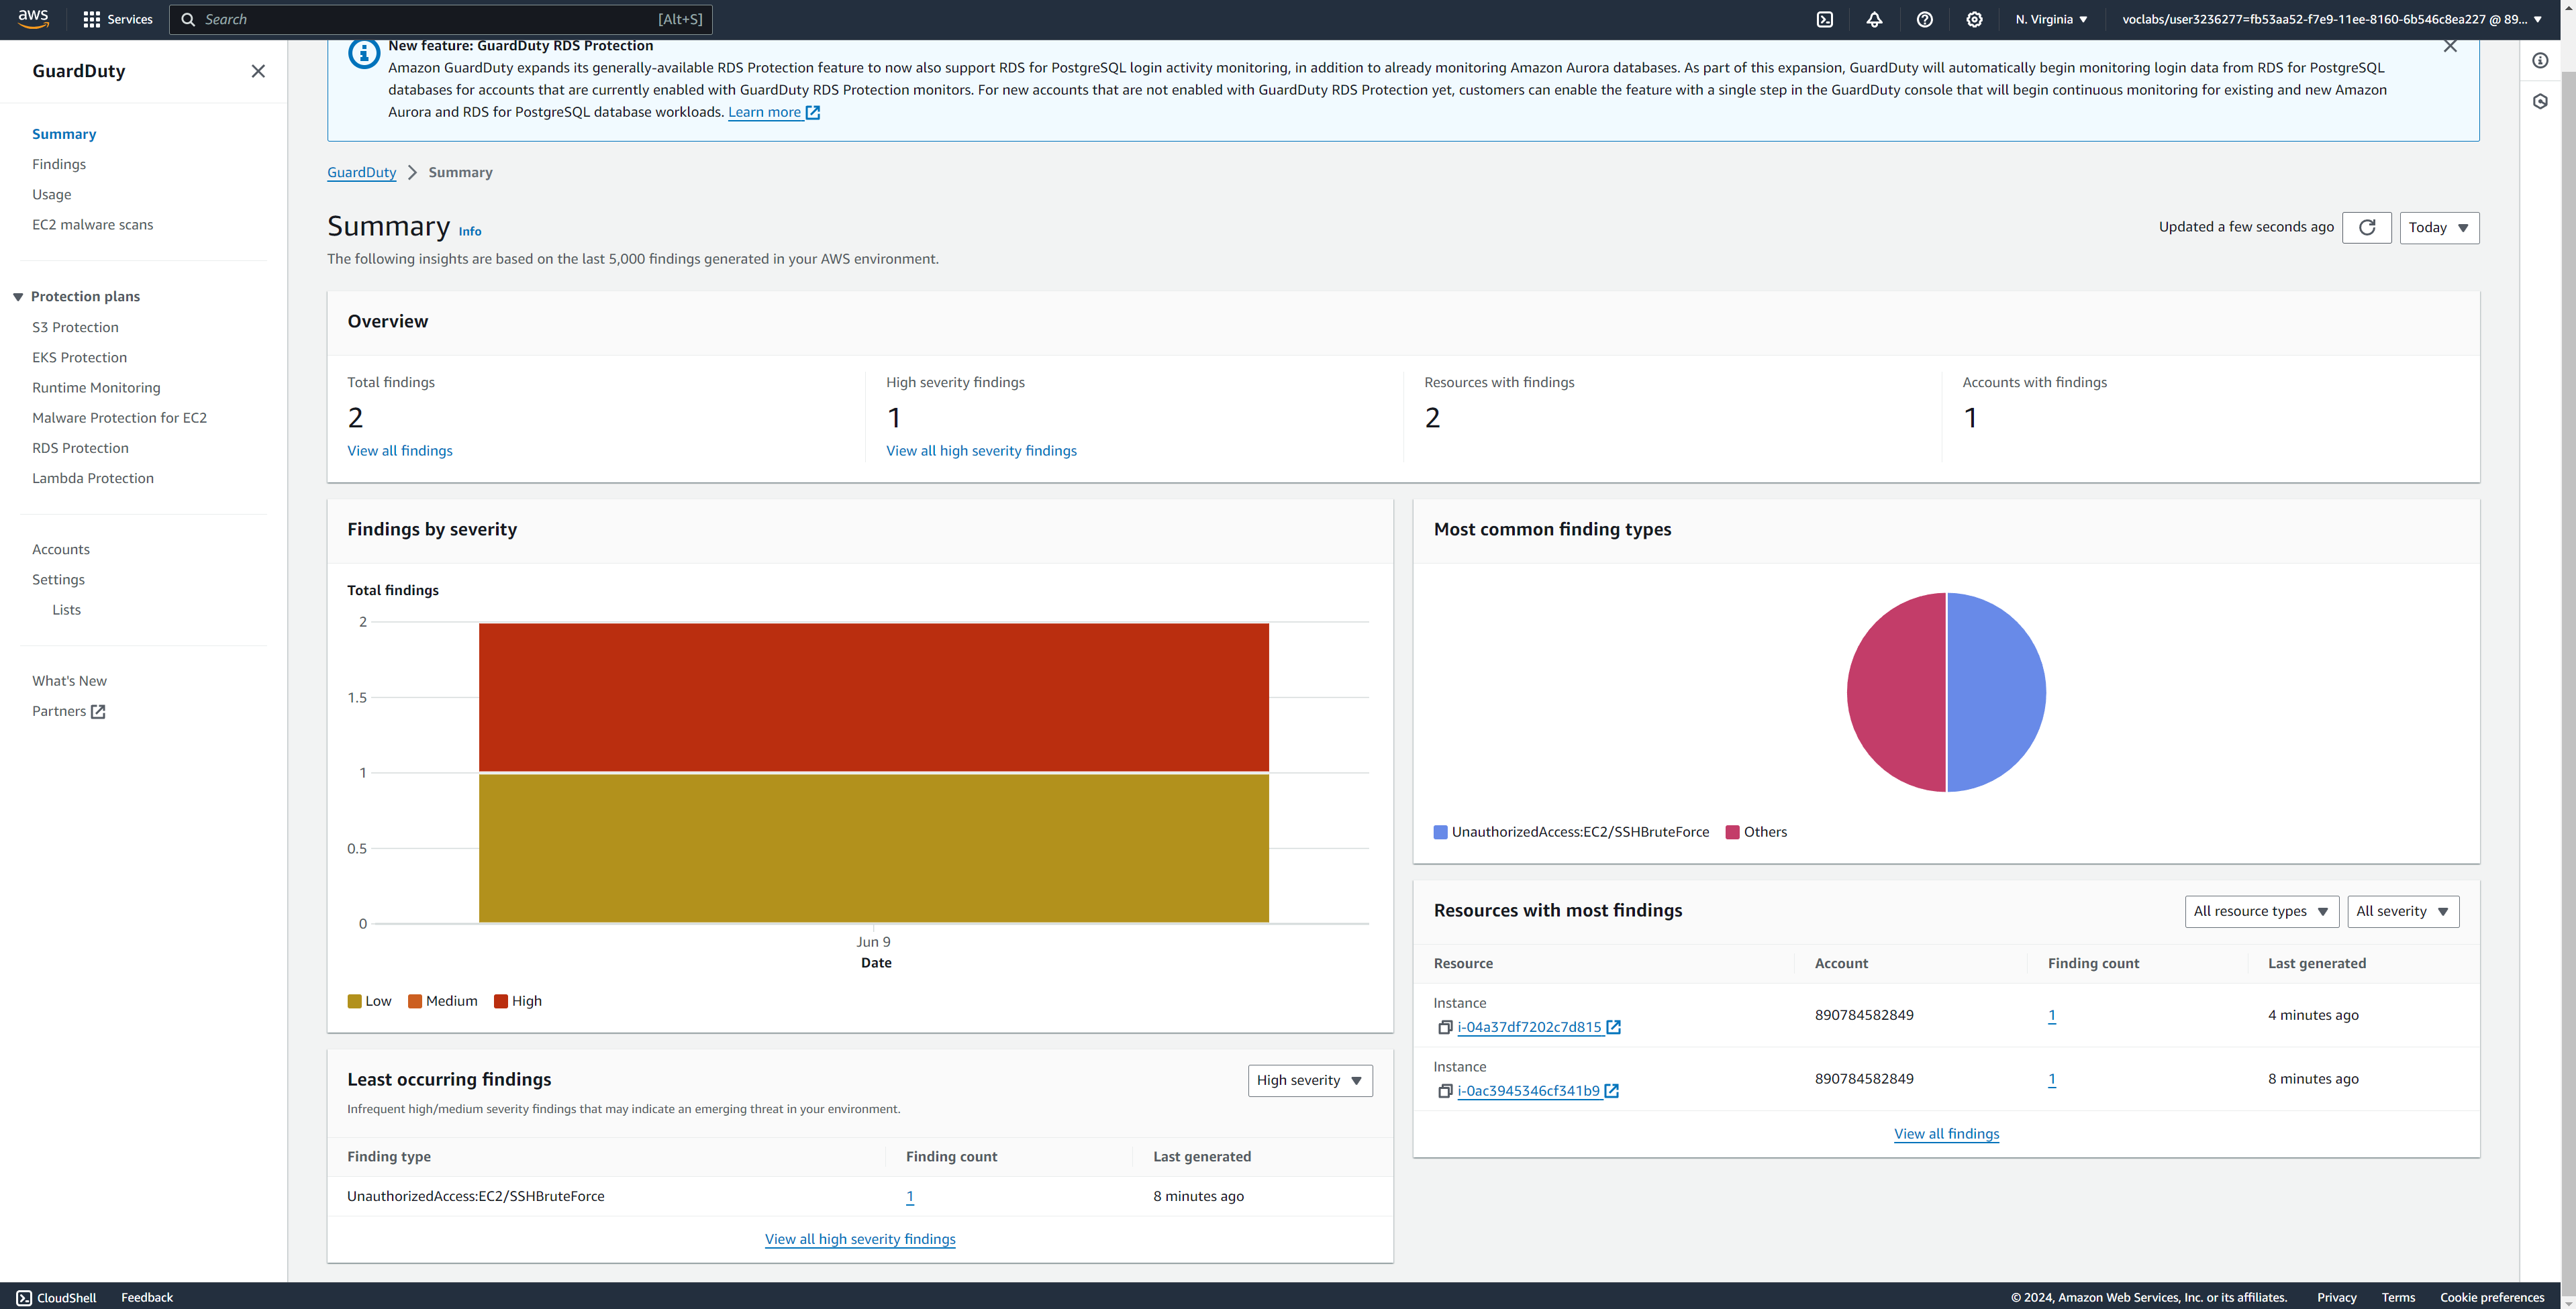 aws
Services
Search
[Alt+S]
N. Virginia
voclabs/user3236277=fb53aa52-f7e9-11ee-8160-6b546c8ea227 @ 89...
GuardDuty
Summary
Findings
Usage
EC2 malware scans
Protection plans
S3 Protection
EKS Protection
Runtime Monitoring
Malware Protection for EC2
RDS Protection
Lambda Protection
Accounts
Settings
Lists
What's New
Partners
New feature: GuardDuty RDS Protection
Amazon GuardDuty expands its generally-available RDS Protection feature to now also support RDS for PostgreSQL login activity monitoring, in addition to already monitoring Amazon Aurora databases. As part of this expansion, GuardDuty will automatically begin monitoring login data from RDS for PostgreSQL
databases for accounts that are currently enabled with GuardDuty RDS Protection monitors. For new accounts that are not enabled with GuardDuty RDS Protection yet, customers can enable the feature with a single step in the GuardDuty console that will begin continuous monitoring for existing and new Amazon
Aurora and RDS for PostgreSQL database workloads. Learn more
GuardDuty > Summary
Summary Info
Updated a few seconds ago
Today
The following insights are based on the last 5,000 findings generated in your AWS environment.
Overview
Total findings
2
View all findings
High severity findings
1
View all high severity findings
Resources with findings
2
Accounts with findings
1
Findings by severity
Total findings
2
1.5
1
0.5
0
Jun 9
Date
Low Medium High
Most common finding types
UnauthorizedAccess:EC2/SSHBruteForce Others
Resources with most findings
All resource types
All severity
Resource Account Finding count Last generated
Instance
i-04a37df7202c7d815 890784582849 1 4 minutes ago
Instance
i-0ac3945346cf341b9 890784582849 1 8 minutes ago
View all findings
Least occurring findings
High severity
Infrequent high/medium severity findings that may indicate an emerging threat in your environment.
Finding type Finding count Last generated
UnauthorizedAccess:EC2/SSHBruteForce 1 8 minutes ago
View all high severity findings
CloudShell Feedback
© 2024, Amazon Web Services, Inc. or its affiliates. Privacy Terms Cookie preferences